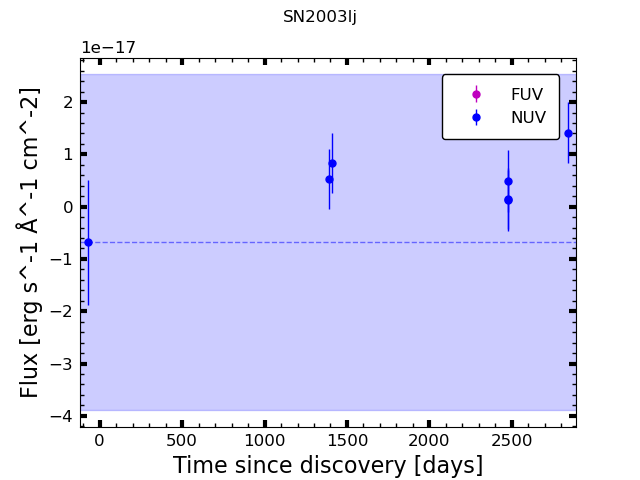 SN2003lj
1e−17
FUV
NUV
2
1
0
−1
−2
−3
−4
Flux [erg s^-1 Å^-1 cm^-2]
0 500 1000 1500 2000 2500
Time since discovery [days]